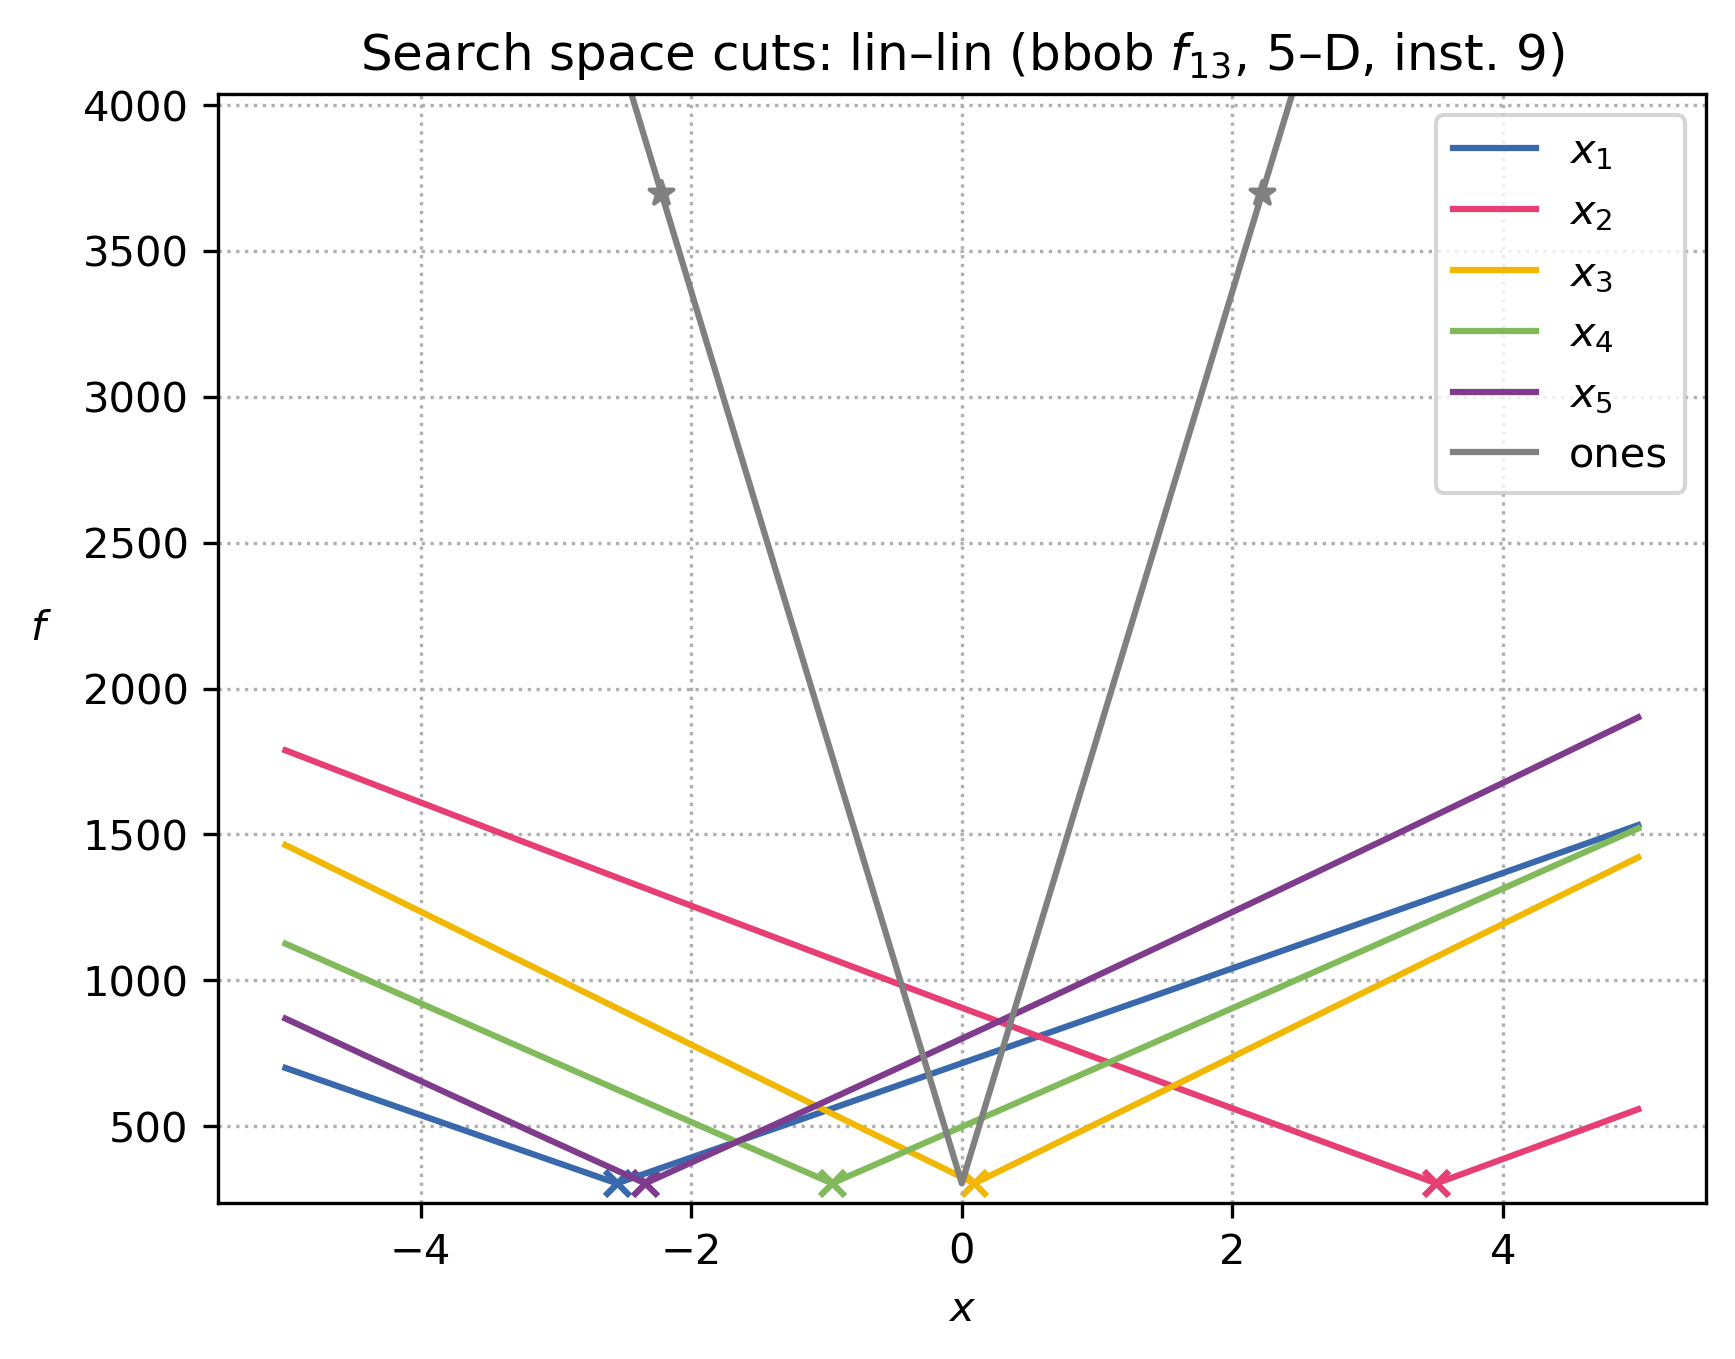 Search space cuts: lin–lin (bbob f₁₃, 5–D, inst. 9)
4000
3500
3000
2500
2000
1500
1000
500
f
−4
−2
0
2
4
x
x₁
x₂
x₃
x₄
x₅
ones